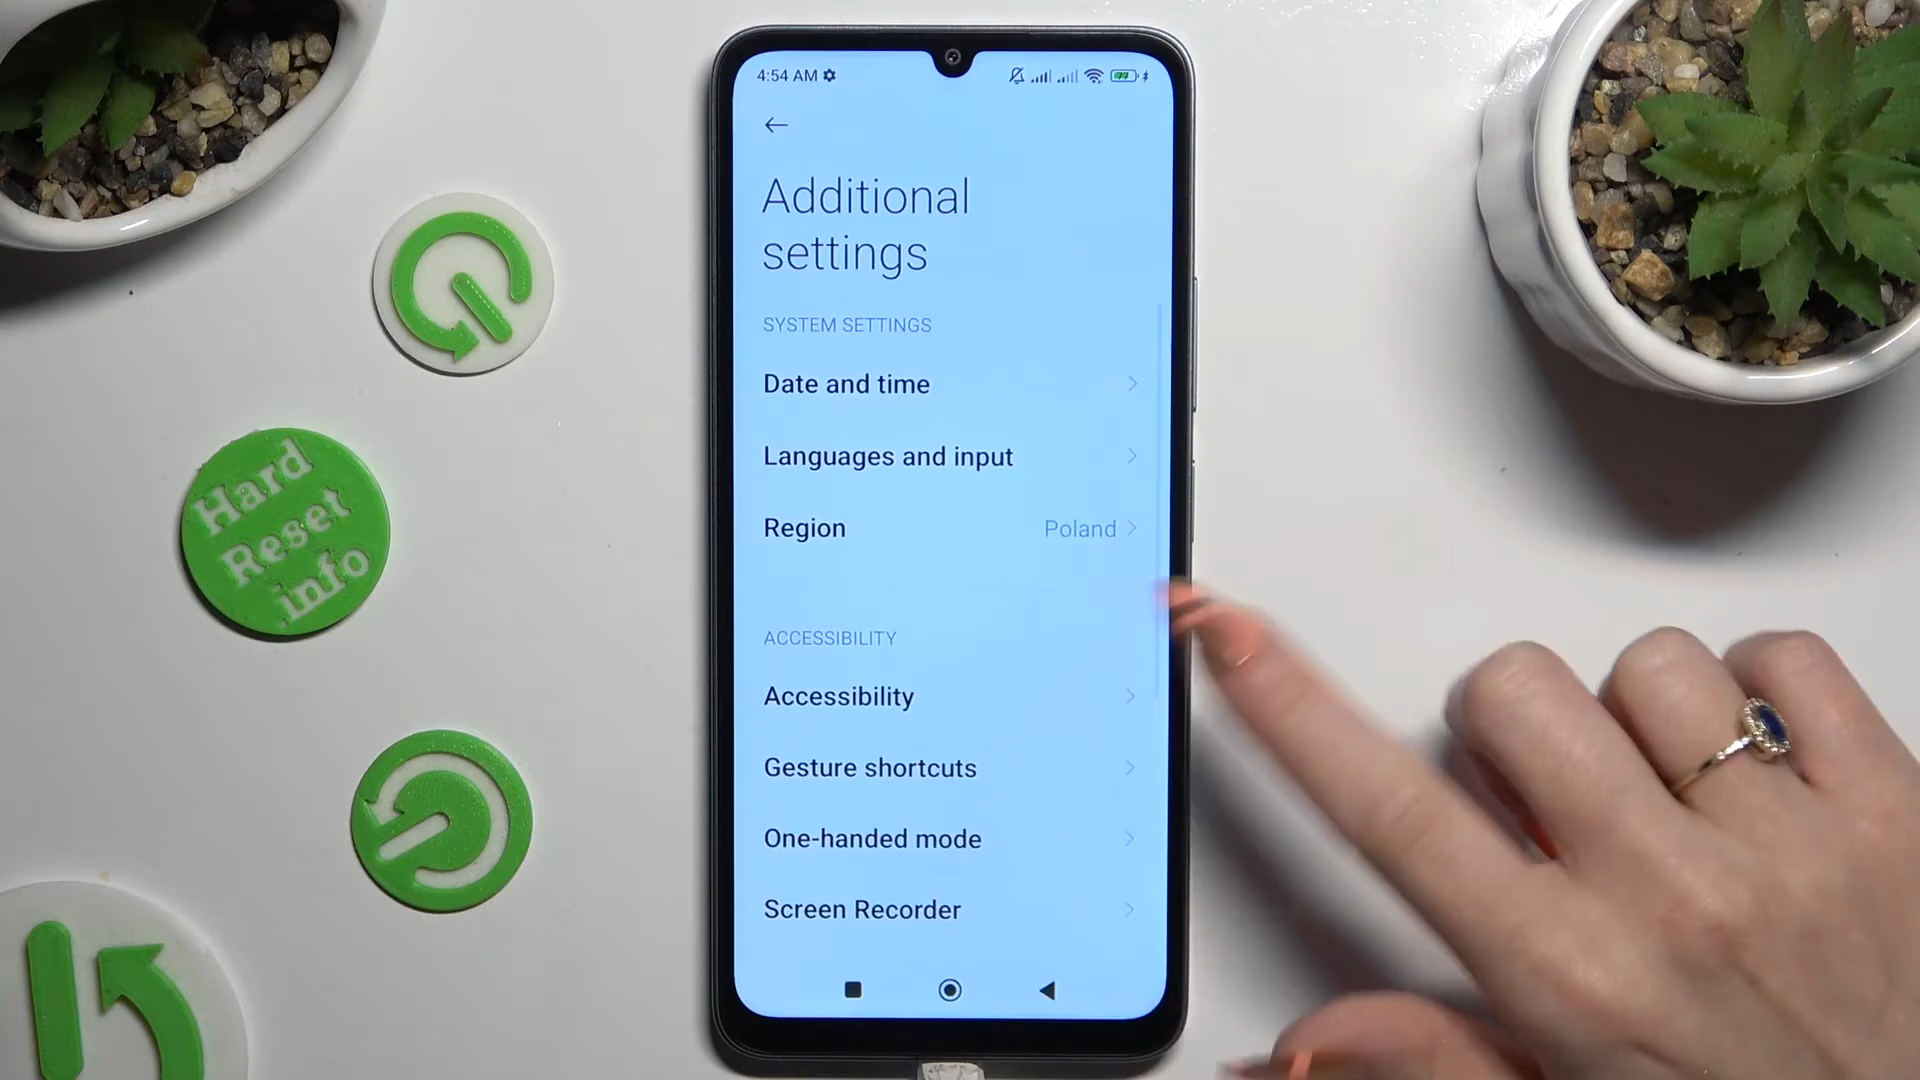 4:54 AM
77
Additional
settings
SYSTEM SETTINGS
Date and time
Languages and input
Region
Poland
ACCESSIBILITY
Accessibility
Gesture shortcuts
One-handed mode
Screen Recorder
Hard
Reset
.info